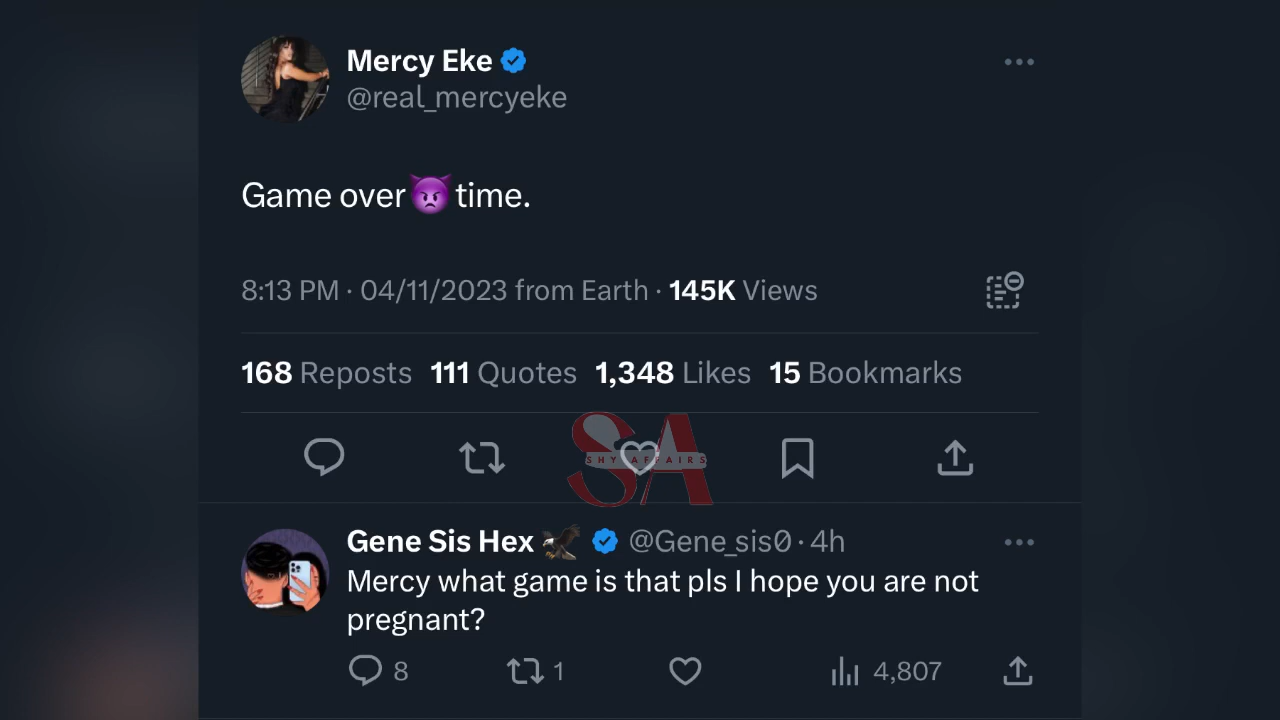 Mercy Eke
@real_mercyeke
Game over👿time.
8:13 PM · 04/11/2023 from Earth · 145K Views
168 Reposts 111 Quotes 1,348 Likes 15 Bookmarks
SA
SHY AFFAIRS
Gene Sis Hex 🦅 @Gene_sis0 · 4h
Mercy what game is that pls I hope you are not
pregnant?
8 1 4,807